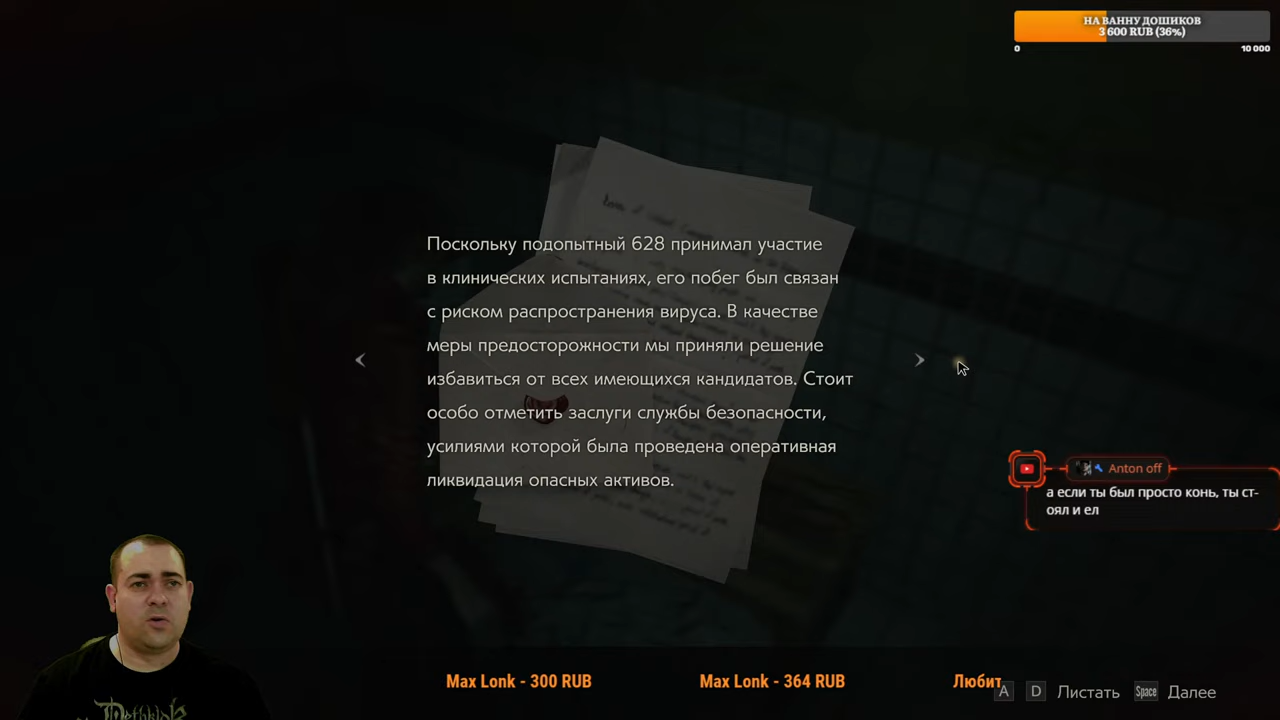 НА ВАННУ ДОШИКОВ
3 600 RUB (36%)
0 10 000
Поскольку подопытный 628 принимал участие
в клинических испытаниях, его побег был связан
с риском распространения вируса. В качестве
меры предосторожности мы приняли решение
избавиться от всех имеющихся кандидатов. Стоит
особо отметить заслуги службы безопасности,
усилиями которой была проведена оперативная
ликвидация опасных активов.
Anton off
а если ты был просто конь, ты ст-
оял и ел
Max Lonk - 300 RUB Max Lonk - 364 RUB Любит
A D Листать Space Далее